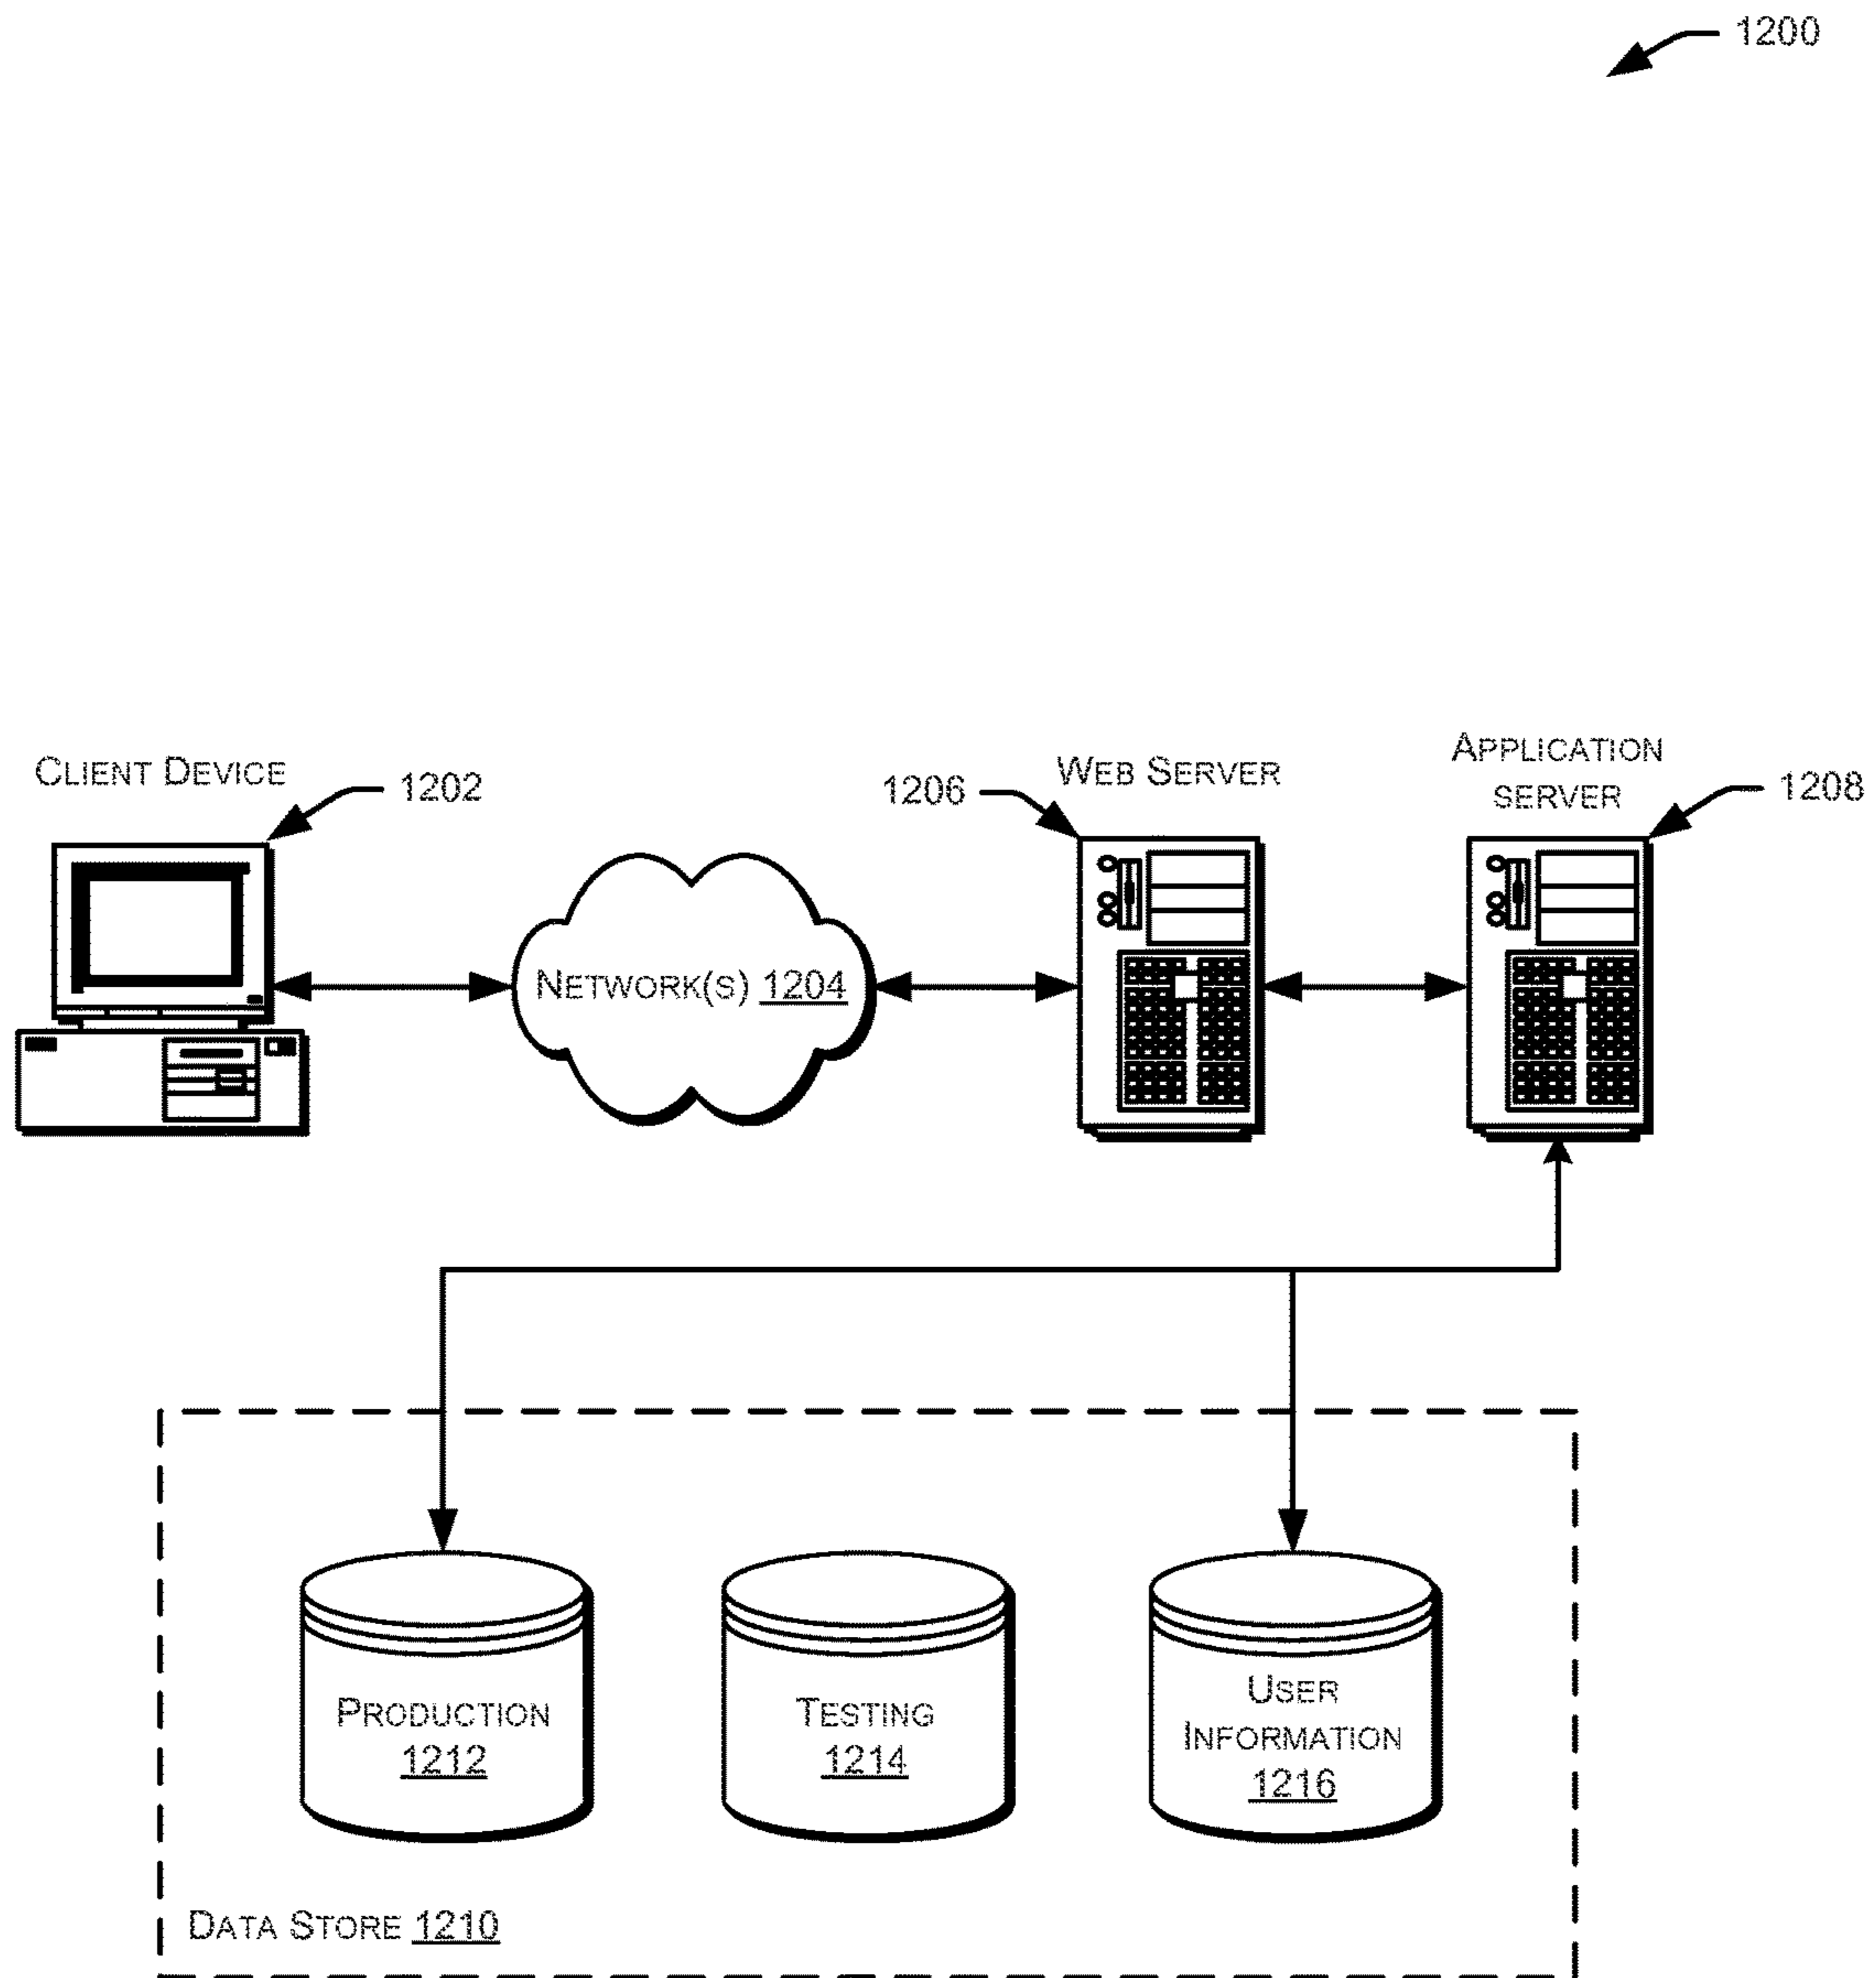 1200
CLIENT DEVICE
1202
1206
WEB SERVER
APPLICATION
SERVER
1208
NETWORK(S) 1204
PRODUCTION
1212
TESTING
1214
USER
INFORMATION
1216
DATA STORE 1210